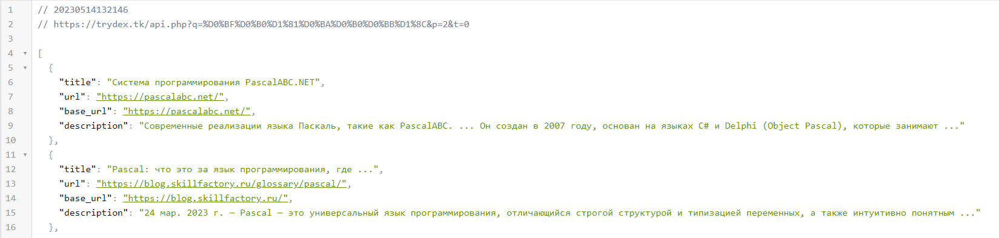 1 // 20230514132146
2 // https://trydex.tk/api.php?q=%D0%BF%D0%B0%D1%81%D0%BA%D0%B0%D0%BB%D1%8C&p=2&t=0
3
4 [
5 {
6 "title": "Система программирования PascalABC.NET",
7 "url": "https://pascalabc.net/",
8 "base_url": "https://pascalabc.net/",
9 "description": "Современные реализации языка Паскаль, такие как PascalABC. ... Он создан в 2007 году, основан на языках C# и Delphi (Object Pascal), которые занимают ..."
10 },
11 {
12 "title": "Pascal: что это за язык программирования, где ...",
13 "url": "https://blog.skillfactory.ru/glossary/pascal/",
14 "base_url": "https://blog.skillfactory.ru/",
15 "description": "24 мар. 2023 г. — Pascal — это универсальный язык программирования, отличающийся строгой структурой и типизацией переменных, а также интуитивно понятным ..."
16 },